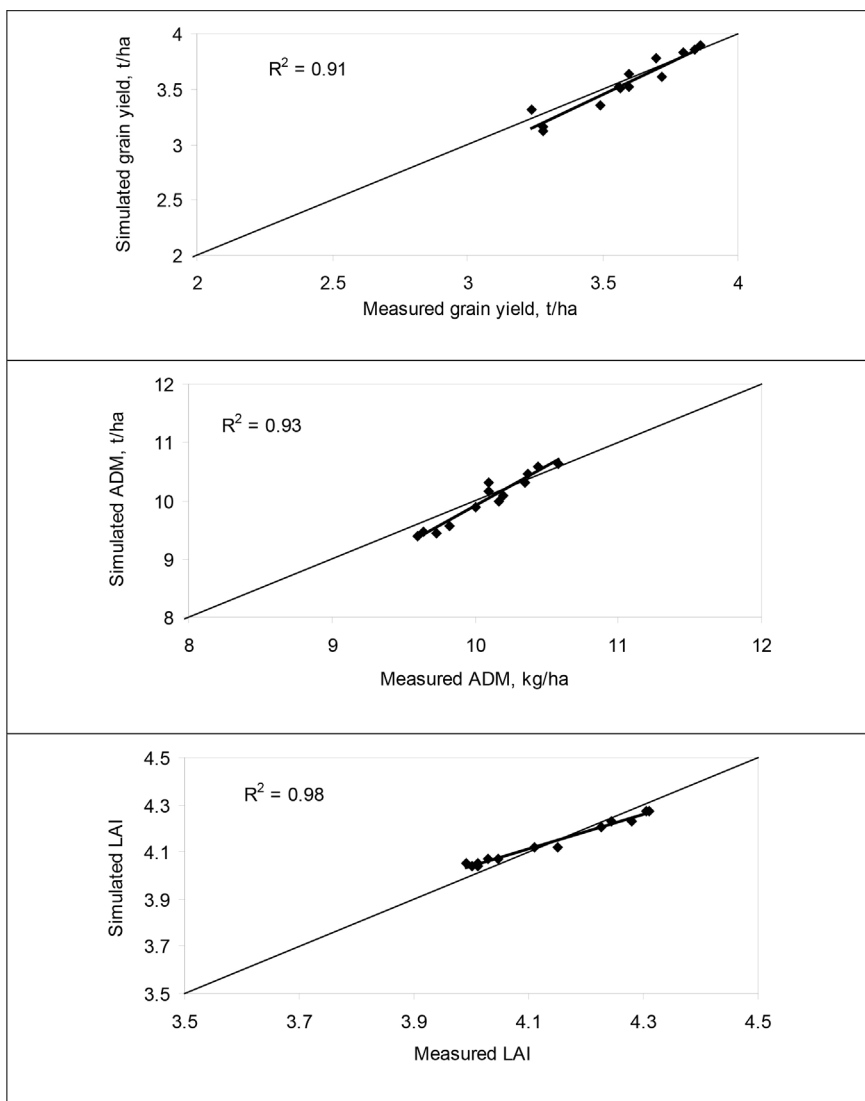 R² = 0.91
Simulated grain yield, t/ha
4
3.5
3
2.5
2
2 2.5 3 3.5 4
Measured grain yield, t/ha
R² = 0.93
Simulated ADM, t/ha
12
11
10
9
8
8 9 10 11 12
Measured ADM, kg/ha
R² = 0.98
Simulated LAI
4.5
4.3
4.1
3.9
3.7
3.5
3.5 3.7 3.9 4.1 4.3 4.5
Measured LAI